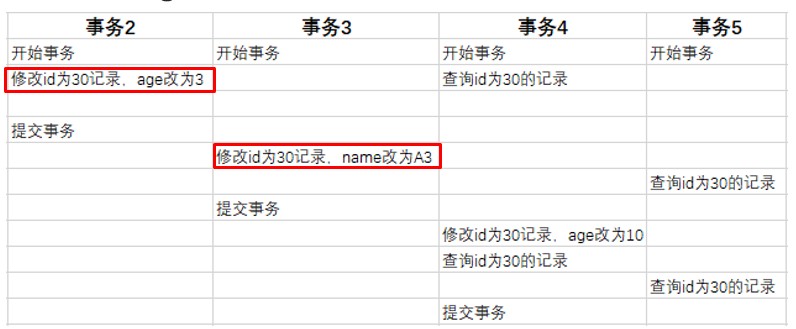 事务2 事务3 事务4 事务5
开始事务 开始事务 开始事务 开始事务
修改id为30记录，age改为3 查询id为30的记录
提交事务
修改id为30记录，name改为A3
查询id为30的记录
提交事务
修改id为30记录，age改为10
查询id为30的记录
查询id为30的记录
提交事务